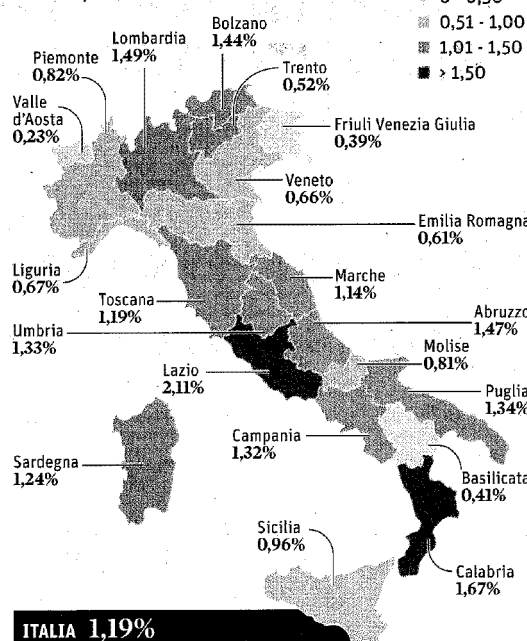 0,51 - 1,00
1,01 - 1,50
> 1,50
Bolzano
1,44%
Lombardia
1,49%
Piemonte
0,82%
Trento
0,52%
Valle
d'Aosta
0,23%
Friuli Venezia Giulia
0,39%
Veneto
0,66%
Emilia Romagna
0,61%
Liguria
0,67%
Marche
1,14%
Toscana
1,19%
Abruzzo
1,47%
Umbria
1,33%
Molise
0,81%
Lazio
2,11%
Puglia
1,34%
Campania
1,32%
Sardegna
1,24%
Basilicata
0,41%
Sicilia
0,96%
Calabria
1,67%
ITALIA 1,19%